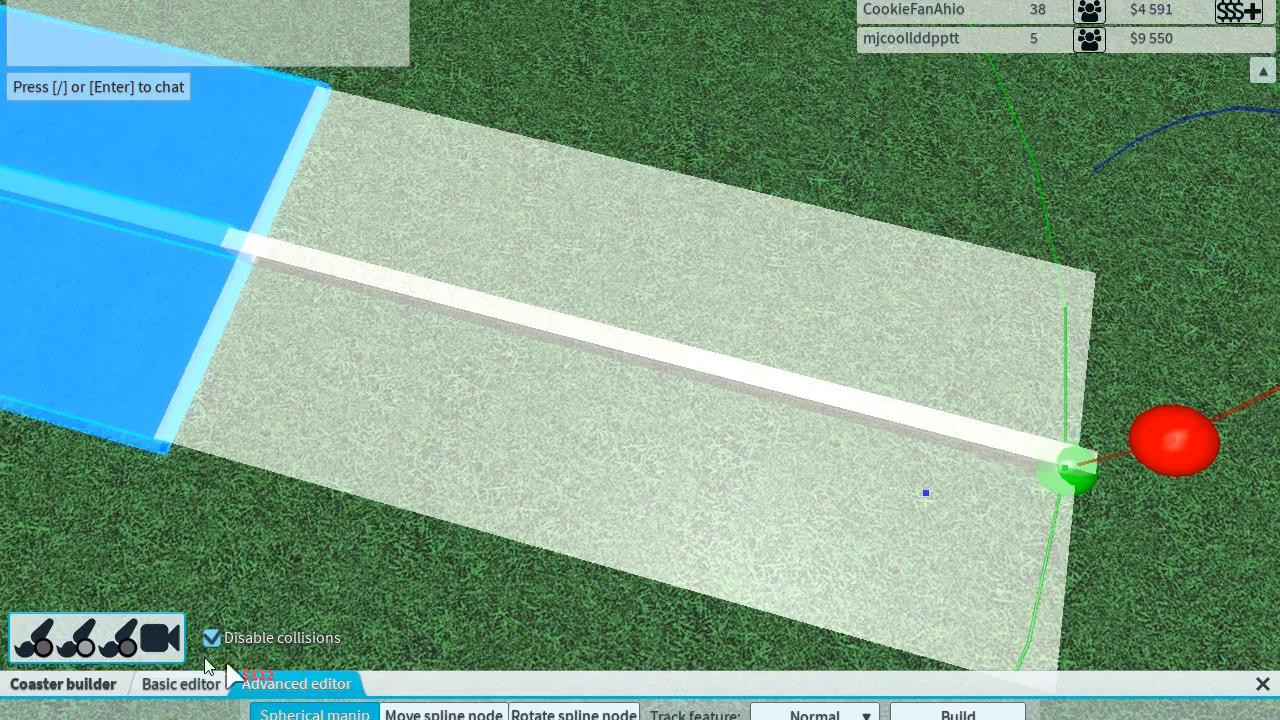 CookieFanAhio 38 $4 591 $$$+
mjcoollddpptt 5 $9 550
Press [/] or [Enter] to chat
Disable collisions
Coaster builder Basic editor Advanced editor
Spherical manip Move spline node Rotate spline node Track feature: Normal Build